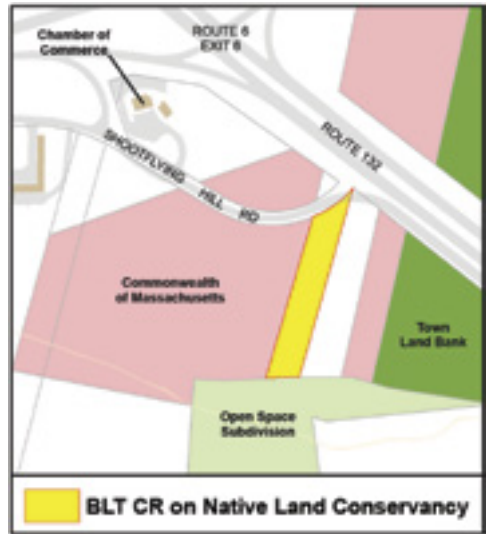 Chamber of
Commerce
ROUTE 6
EXIT 6
ROUTE 132
SHOOTFLYING HILL RD
Commonwealth
of Massachusetts
Town
Land Bank
Open Space
Subdivision
BLT CR on Native Land Conservancy